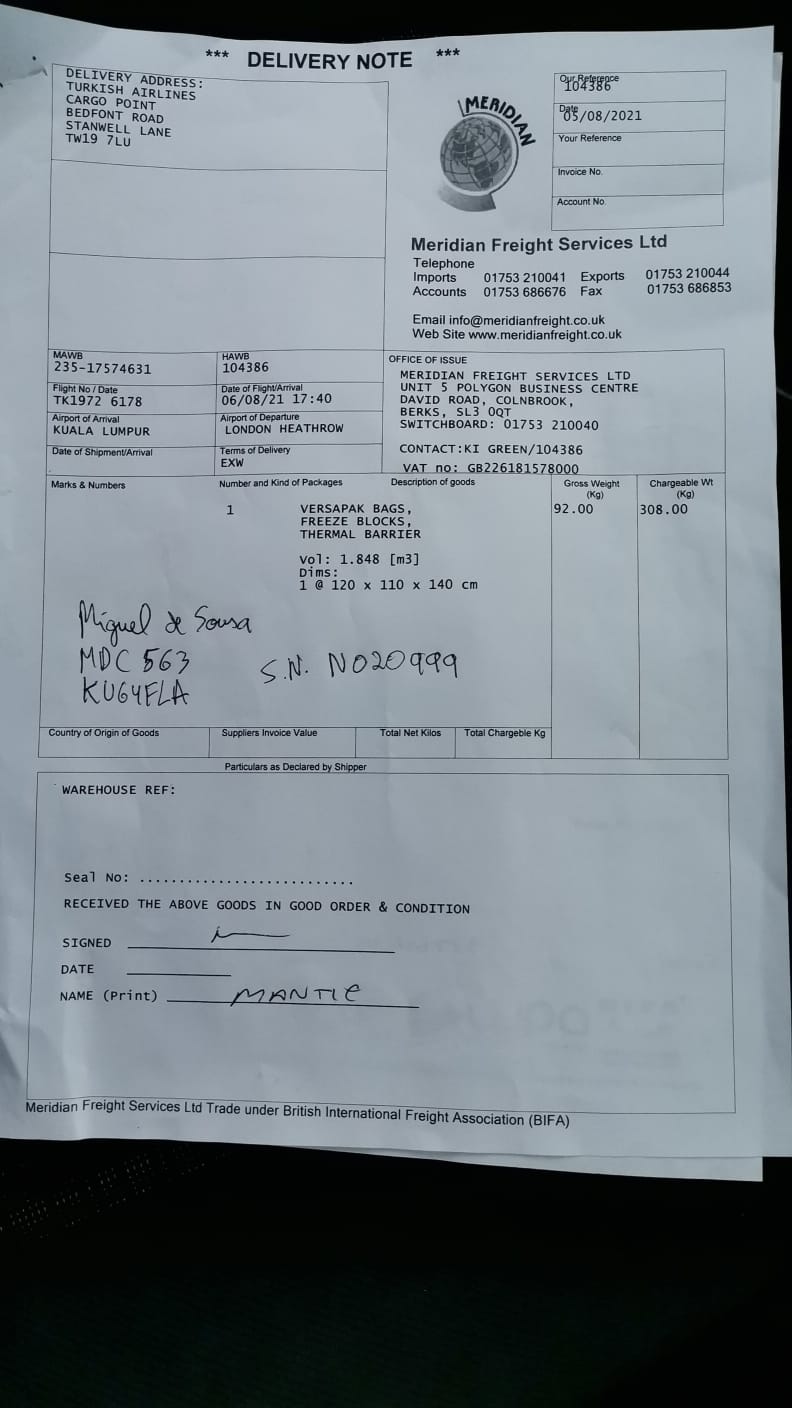 *** DELIVERY NOTE ***
DELIVERY ADDRESS:
TURKISH AIRLINES
CARGO POINT
BEDFONT ROAD
STANWELL LANE
TW19 7LU
MERIDIAN
Our Reference
104386
Date
05/08/2021
Your Reference
Invoice No.
Account No.
Meridian Freight Services Ltd
Telephone
Imports 01753 210041 Exports 01753 210044
Accounts 01753 686676 Fax 01753 686853
Email info@meridianfreight.co.uk
Web Site www.meridianfreight.co.uk
MAWB HAWB
235-17574631 104386
Flight No / Date Date of Flight/Arrival
TK1972 6178 06/08/21 17:40
Airport of Arrival Airport of Departure
KUALA LUMPUR LONDON HEATHROW
Date of Shipment/Arrival Terms of Delivery
EXW
OFFICE OF ISSUE
MERIDIAN FREIGHT SERVICES LTD
UNIT 5 POLYGON BUSINESS CENTRE
DAVID ROAD, COLNBROOK,
BERKS, SL3 0QT
SWITCHBOARD: 01753 210040
CONTACT:KI GREEN/104386
VAT no: GB226181578000
Marks & Numbers Number and Kind of Packages Description of goods Gross Weight (Kg) Chargeable Wt (Kg)
1 VERSAPAK BAGS, 92.00 308.00
FREEZE BLOCKS,
THERMAL BARRIER
Vol: 1.848 [m3]
Dims:
1 @ 120 x 110 x 140 cm
Miguel de Sousa
MDC 563 S.N. NO20999
KU64FLA
Country of Origin of Goods Suppliers Invoice Value Total Net Kilos Total Chargeble Kg
Particulars as Declared by Shipper
WAREHOUSE REF:
Seal No: ...........................
RECEIVED THE ABOVE GOODS IN GOOD ORDER & CONDITION
SIGNED
DATE
NAME (Print) MANTIE
Meridian Freight Services Ltd Trade under British International Freight Association (BIFA)